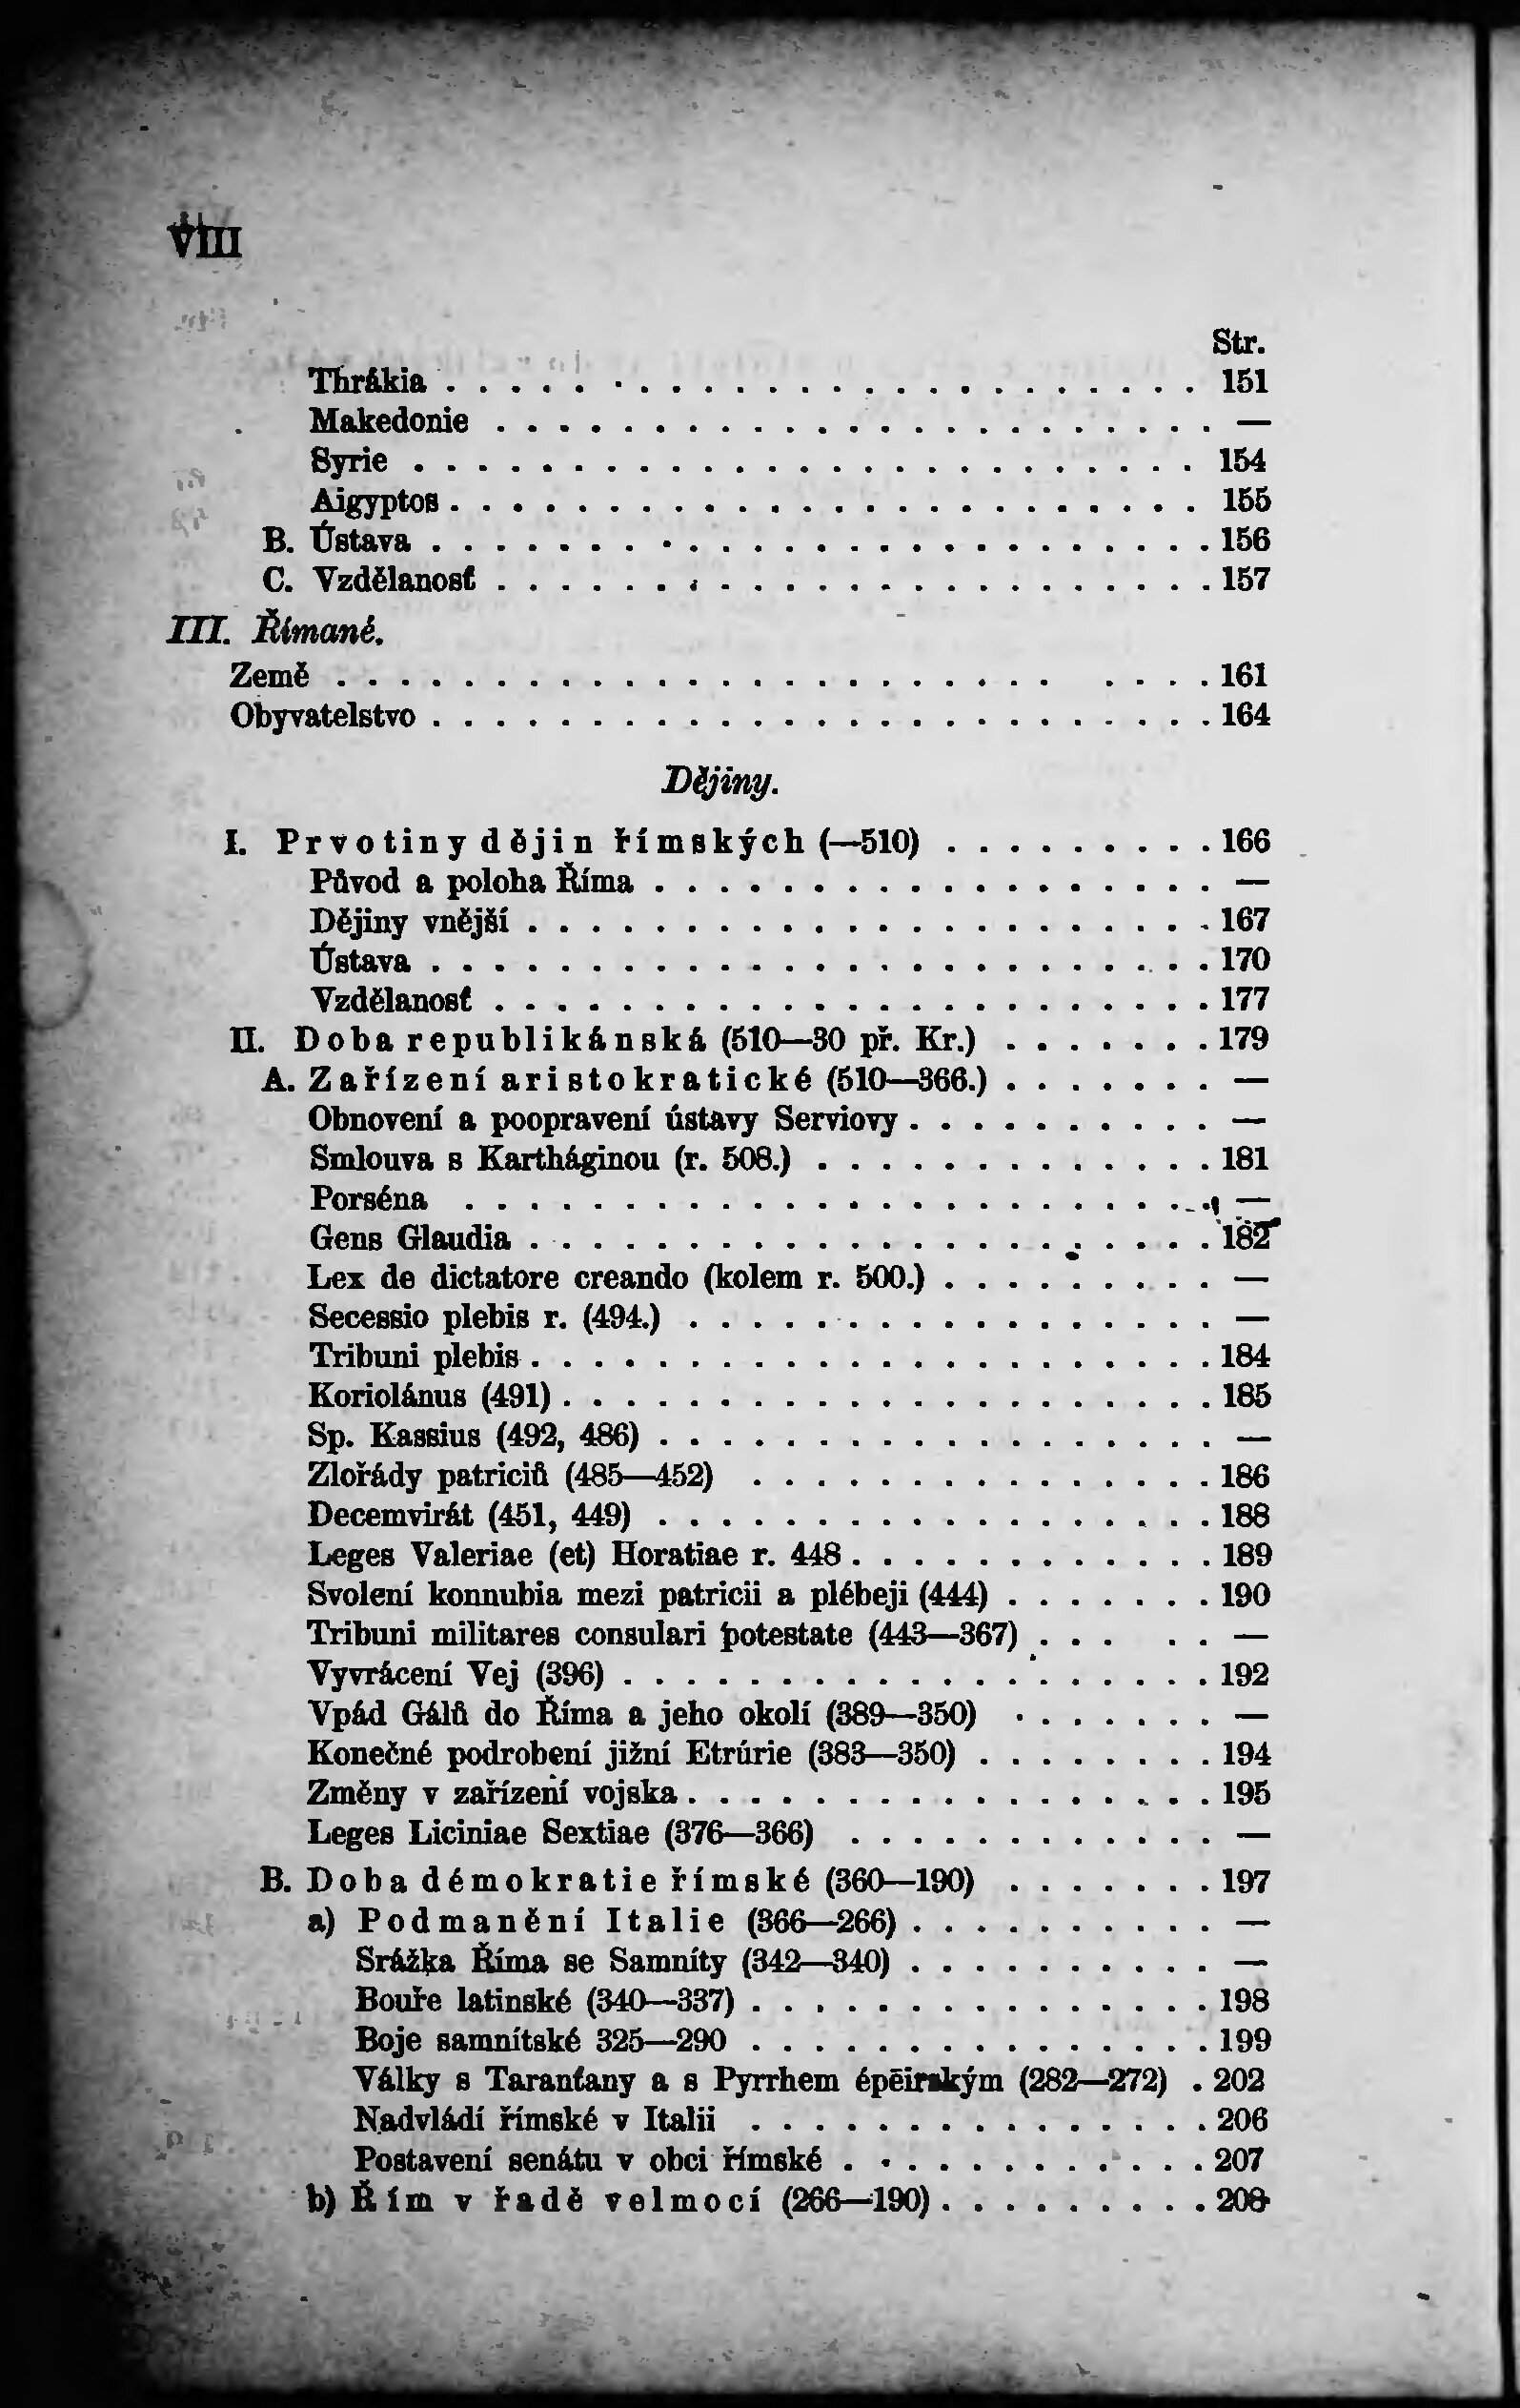 VIII
Str.
Thrákia . . . . . . . . . . . . . . . . . . . . . . . . 151
Makedonie . . . . . . . . . . . . . . . . . . . . . . . —
Syrie . . . . . . . . . . . . . . . . . . . . . . . . . 154
Aigyptos . . . . . . . . . . . . . . . . . . . . . . . . 155
B. Ústava . . . . . . . . . . . . . . . . . . . . . . . . . 156
C. Vzdělanosť . . . . . . . . . . . . . . . . . . . . . . . 157
III. Římané.
Země . . . . . . . . . . . . . . . . . . . . . . . . . . . 161
Obyvatelstvo . . . . . . . . . . . . . . . . . . . . . . . . . 164
Dějiny.
I. Prvotiny dějin římských (—510) . . . . . . . . . 166
Původ a poloha Říma . . . . . . . . . . . . . . . . . . —
Dějiny vnější . . . . . . . . . . . . . . . . . . . . . . 167
Ústava . . . . . . . . . . . . . . . . . . . . . . . . . 170
Vzdělanosť . . . . . . . . . . . . . . . . . . . . . . . 177
II. Doba republikánská (510—30 př. Kr.) . . . . . . . 179
A. Zařízení aristokratické (510—366.) . . . . . . . —
Obnovení a poopravení ústavy Serviovy . . . . . . . . . . —
Smlouva s Kartháginou (r. 508.) . . . . . . . . . . . . . 181
Porséna . . . . . . . . . . . . . . . . . . . . . . . . —
Gens Glaudia . . . . . . . . . . . . . . . . . . . . . . 182
Lex de dictatore creando (kolem r. 500.) . . . . . . . . . —
Secessio plebis r. (494.) . . . . . . . . . . . . . . . . . —
Tribuni plebis . . . . . . . . . . . . . . . . . . . . . . 184
Koriolánus (491) . . . . . . . . . . . . . . . . . . . . . 185
Sp. Kassius (492, 486) . . . . . . . . . . . . . . . . . . —
Zlořády patriciů (485—452) . . . . . . . . . . . . . . . 186
Decemvirát (451, 449) . . . . . . . . . . . . . . . . . . 188
Leges Valeriae (et) Horatiae r. 448 . . . . . . . . . . . . 189
Svolení konnubia mezi patricii a plébeji (444) . . . . . . . 190
Tribuni militares consulari potestate (443—367) . . . . . —
Vyvrácení Vej (396) . . . . . . . . . . . . . . . . . . . 192
Vpád Gálů do Říma a jeho okolí (389—350) . . . . . . . —
Konečné podrobení jižní Etrúrie (383—350) . . . . . . . . 194
Změny v zařízení vojska . . . . . . . . . . . . . . . . . 195
Leges Liciniae Sextiae (376—366) . . . . . . . . . . . . —
B. Doba démokratie římské (360—190) . . . . . . . 197
a) Podmanění Italie (366—266) . . . . . . . . . . —
Srážka Říma se Samníty (342—340) . . . . . . . . . . —
Bouře latinské (340—337) . . . . . . . . . . . . . . . 198
Boje samnítské 325—290 . . . . . . . . . . . . . . . 199
Války s Taranťany a s Pyrrhem épēirským (282—272) . 202
Nadvládí římské v Italii . . . . . . . . . . . . . . . 206
Postavení senátu v obci římské . . . . . . . . . . . . 207
b) Řím v řadě velmocí (266—190) . . . . . . . . . 208